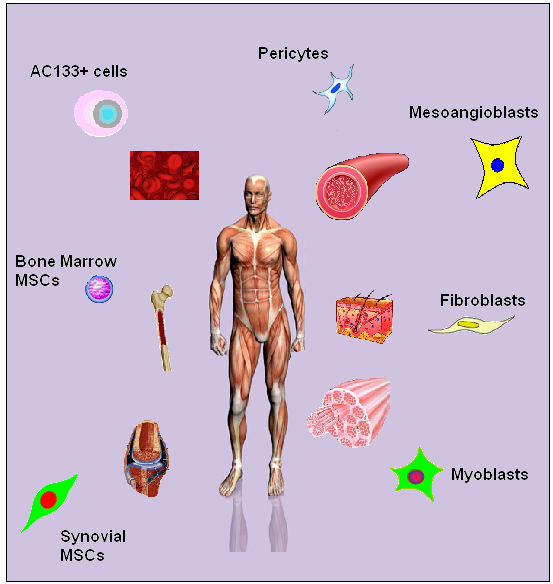 Pericytes
AC133+ cells
Mesoangioblasts
Bone Marrow
MSCs
Fibroblasts
Myoblasts
Synovial
MSCs